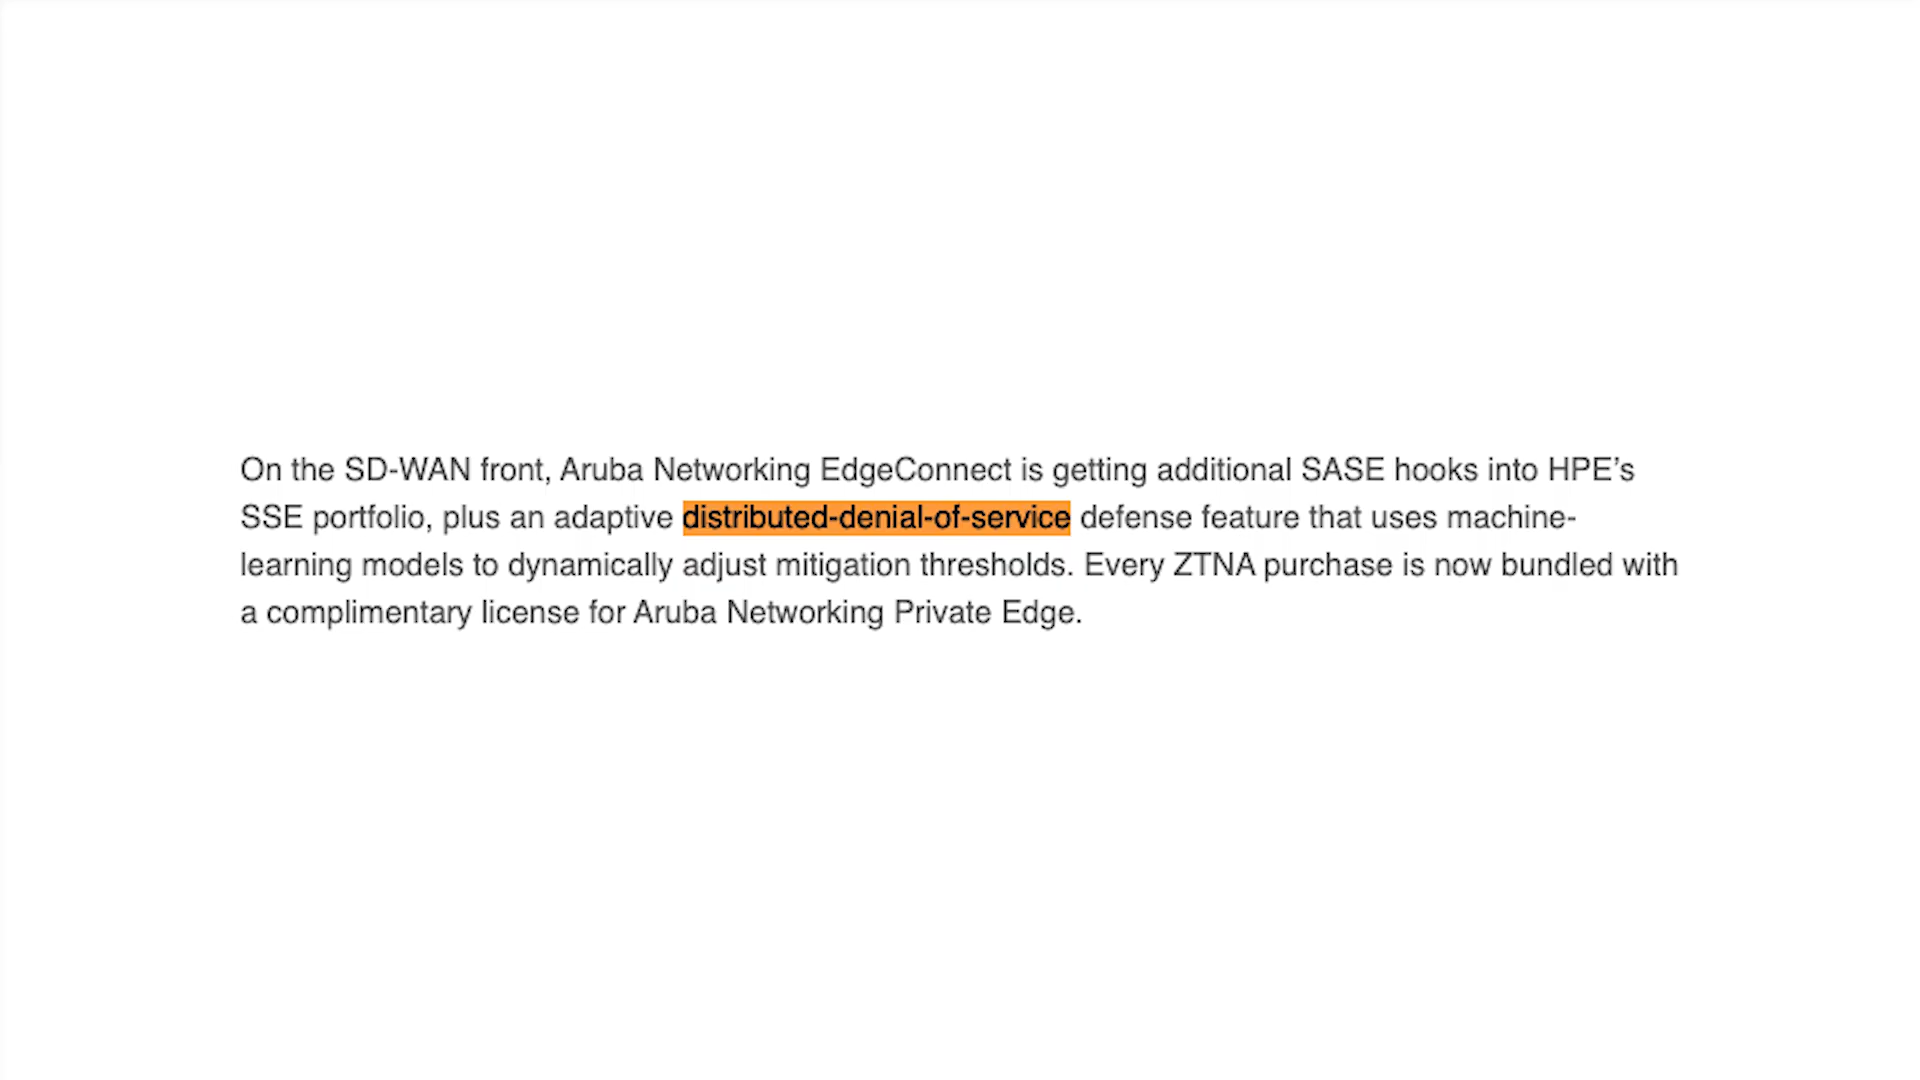 On the SD-WAN front, Aruba Networking EdgeConnect is getting additional SASE hooks into HPE’s
SSE portfolio, plus an adaptive distributed-denial-of-service defense feature that uses machine-
learning models to dynamically adjust mitigation thresholds. Every ZTNA purchase is now bundled with
a complimentary license for Aruba Networking Private Edge.